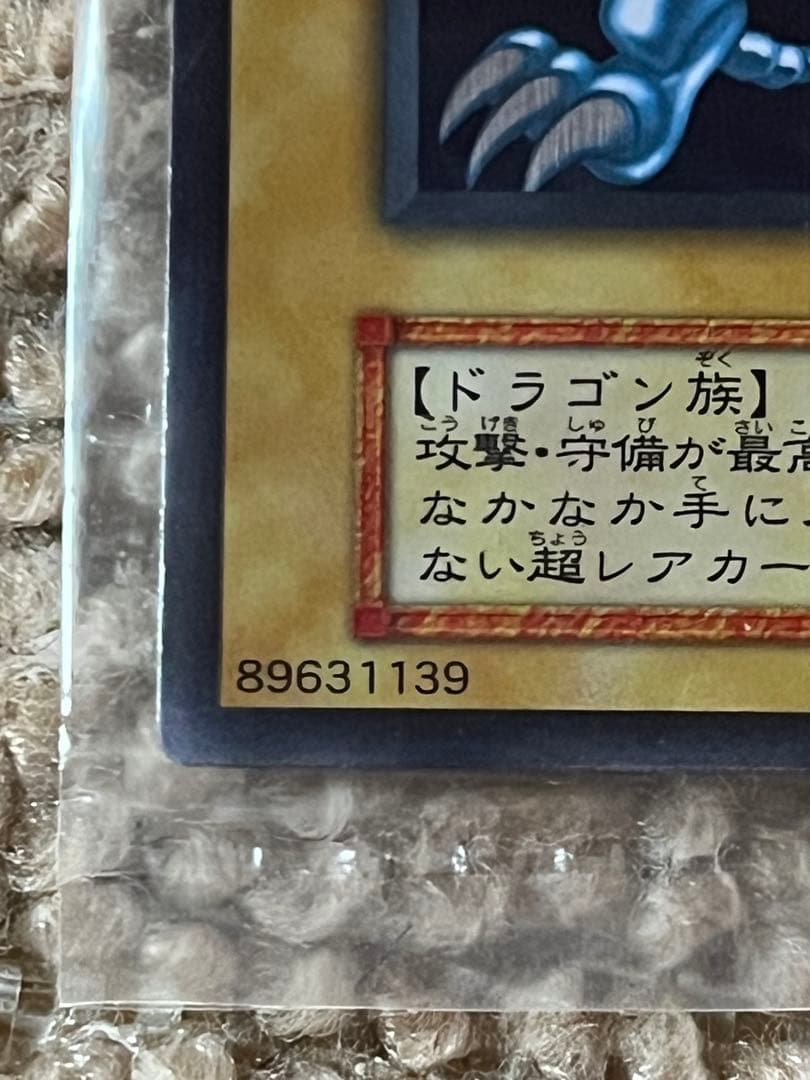 【ドラゴン族】
攻擊・守備が最高
なかなか手に
ない超レアカー
89631139